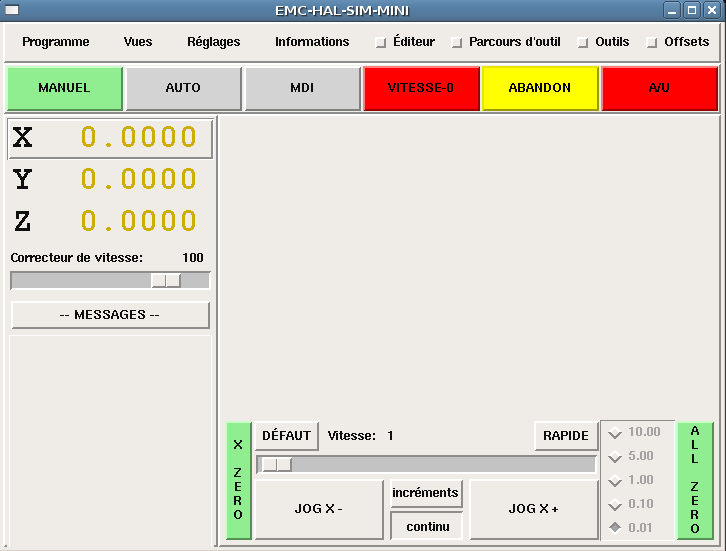 EMC-HAL-SIM-MINI
Programme Vues Réglages Informations Éditeur Parcours d'outil Outils Offsets
MANUEL AUTO MDI VITESSE-0 ABANDON A/U
X 0.0000
Y 0.0000
Z 0.0000
Correcteur de vitesse: 100
-- MESSAGES --
X ZERO
DÉFAUT Vitesse: 1 RAPIDE
JOG X -
incréments
continu
JOG X +
10.00
5.00
1.00
0.10
0.01
ALL ZERO